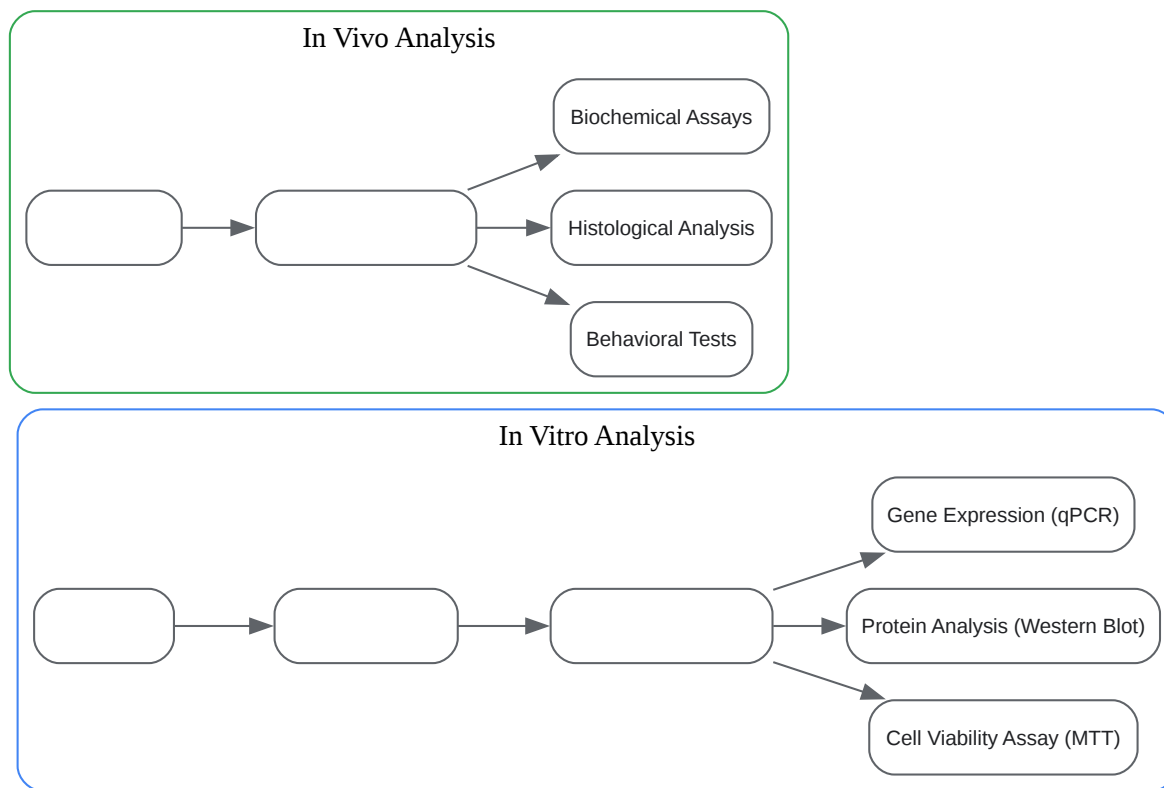 In Vivo Analysis
Biochemical Assays
Histological Analysis
Behavioral Tests
In Vitro Analysis
Gene Expression (qPCR)
Protein Analysis (Western Blot)
Cell Viability Assay (MTT)